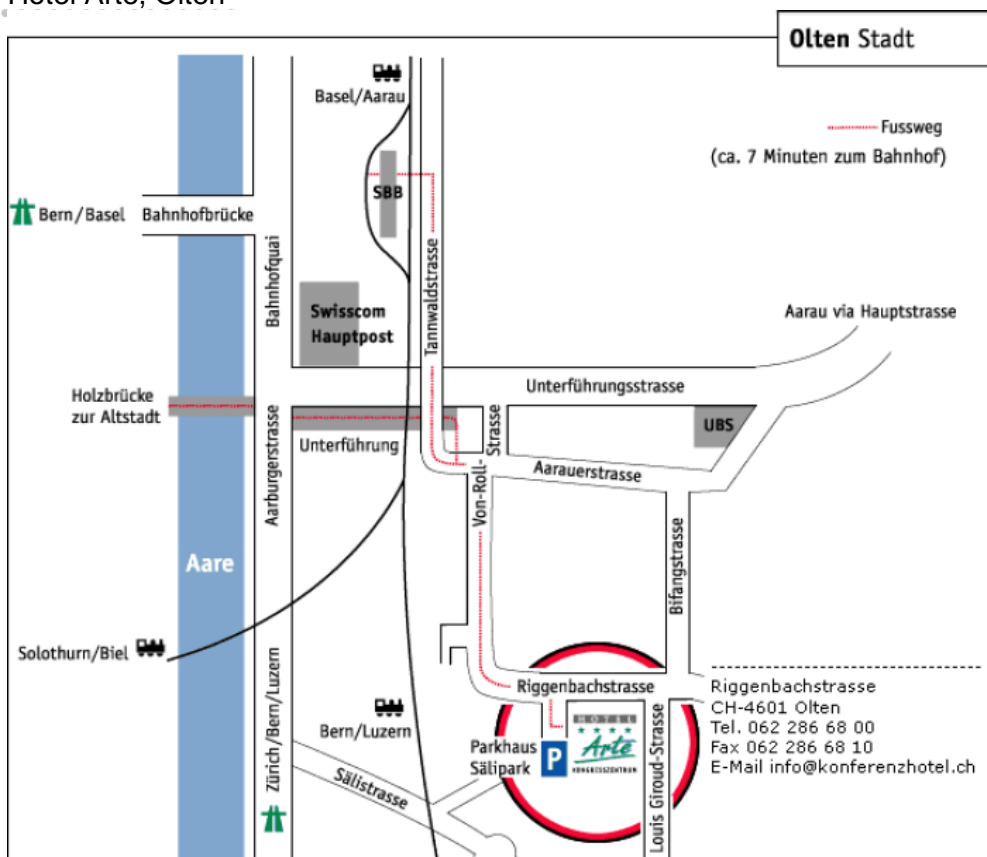 Hotel Arte, Olten
Olten Stadt
Basel/Aarau
Fussweg
(ca. 7 Minuten zum Bahnhof)
SBB
Bern/Basel
Bahnhofbrücke
Bahnhofquai
Tannwaldstrasse
Swisscom
Hauptpost
Aarau via Hauptstrasse
Unterführungsstrasse
Holzbrücke
zur Altstadt
Aarburgerstrasse
Unterführung
Von-Roll-
Strasse
UBS
Aarauerstrasse
Bifangstrasse
Aare
Solothurn/Biel
Zürich/Bern/Luzern
Bern/Luzern
Riggenbachstrasse
HOTEL
Arte
KONGRESSZENTRUM
Parkhaus
Sälipark
P
Louis Giroud-Strasse
Sälistrasse
Riggenbachstrasse
CH-4601 Olten
Tel. 062 286 68 00
Fax 062 286 68 10
E-Mail info@konferenzhotel.ch